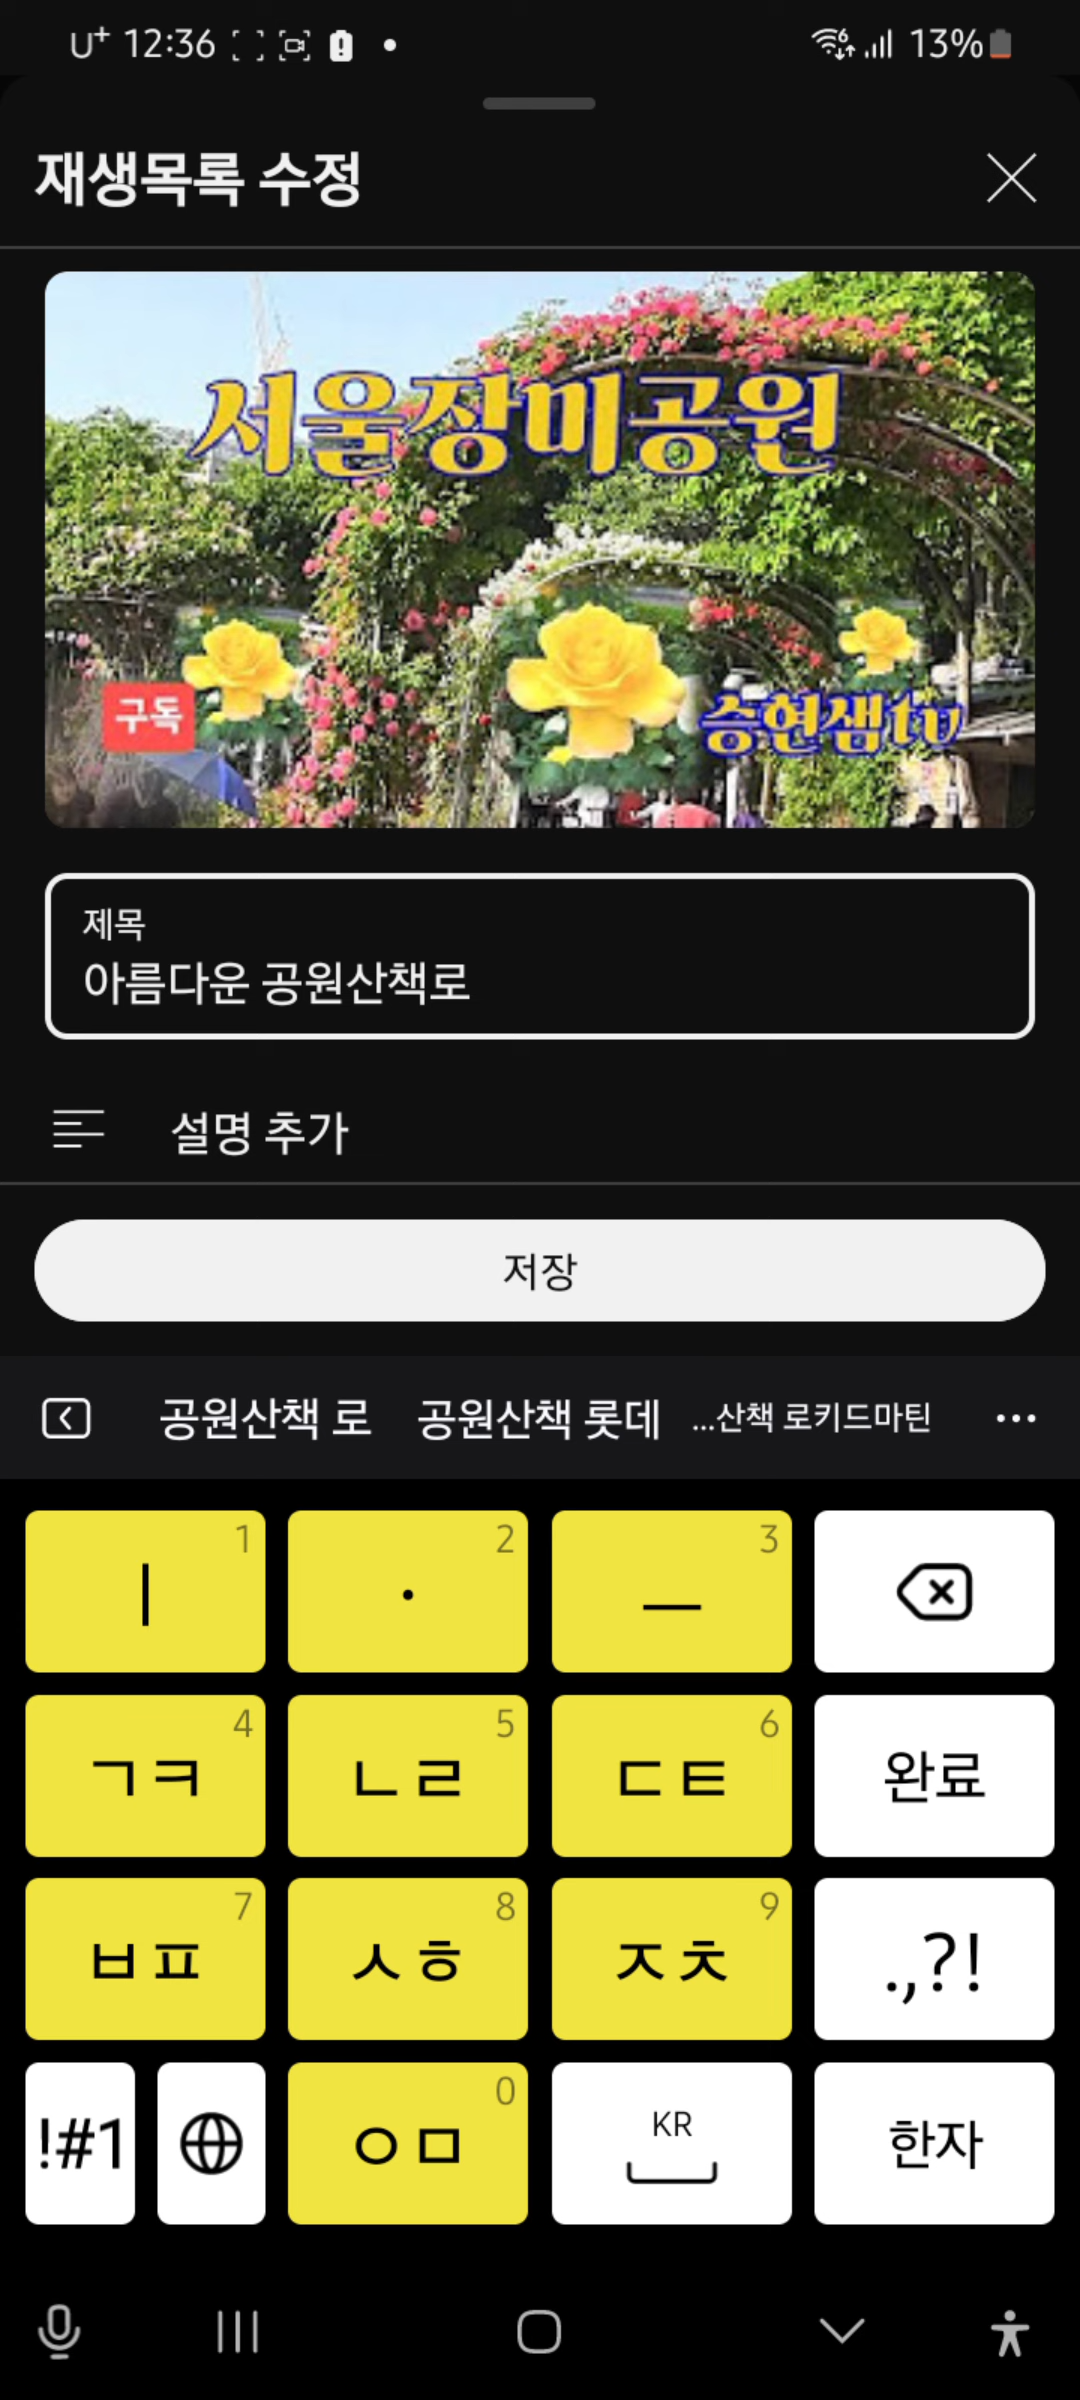 U⁺ 12:36 6 13%
재생목록 수정
서울장미공원
구독
승현샘tv
제목
아름다운 공원산책로
설명 추가
저장
공원산책 로 공원산책 롯데 ...산책 로키드마틴 ...
ㅣ 1 · 2 ㅡ 3
ㄱㅋ 4 ㄴㄹ 5 ㄷㅌ 6 완료
ㅂㅍ 7 ㅅㅎ 8 ㅈㅊ 9 .,?!
!#1 ㅇㅁ 0 KR 한자